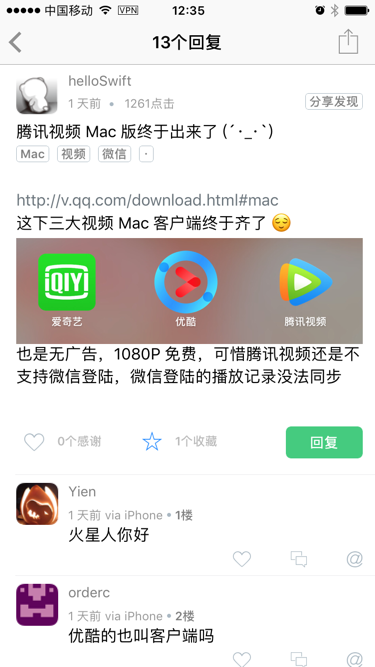 中国移动 VPN 12:35
13个回复
helloSwift
1 天前 • 1261点击 分享发现
腾讯视频 Mac 版终于出来了 (´･_･`)
Mac 视频 微信 ·
http://v.qq.com/download.html#mac
这下三大视频 Mac 客户端终于齐了 😌
iQIYI
爱奇艺 优酷 腾讯视频
也是无广告，1080P 免费，可惜腾讯视频还是不
支持微信登陆，微信登陆的播放记录没法同步
0个感谢 1个收藏 回复
Yien
1 天前 via iPhone • 1楼
火星人你好
@
orderc
1 天前 via iPhone • 2楼
优酷的也叫客户端吗
@